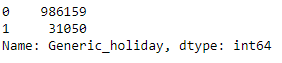 0    986159
1     31050
Name: Generic_holiday, dtype: int64